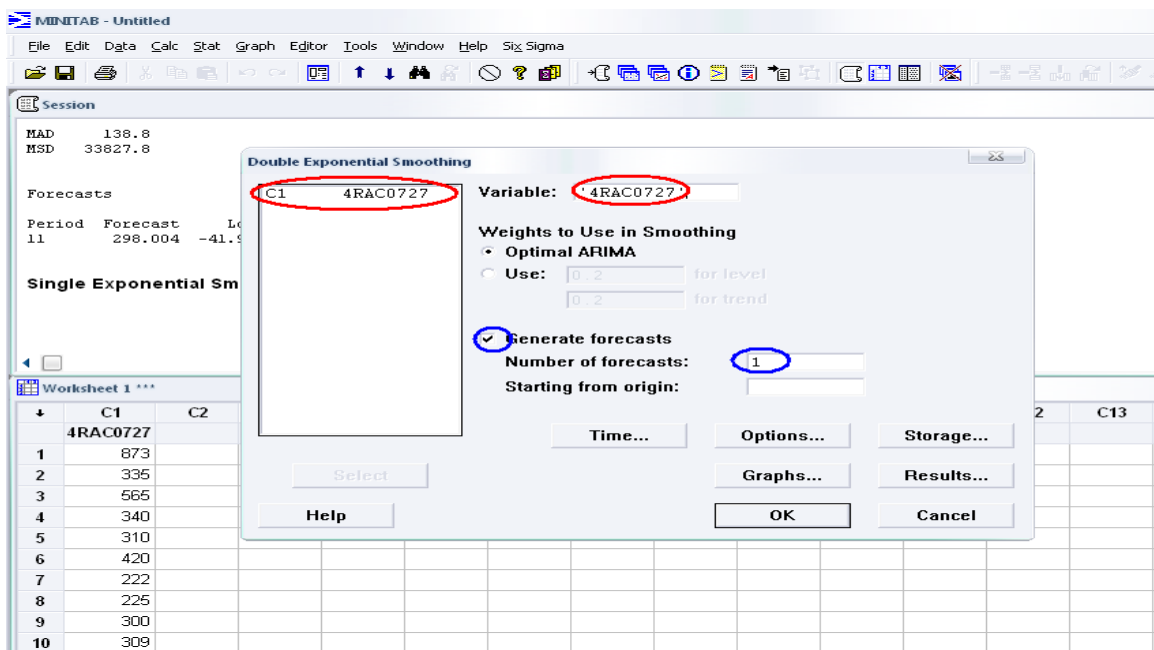 MINITAB - Untitled
File Edit Data Calc Stat Graph Editor Tools Window Help Six Sigma
Session
MAD 138.8
MSD 33827.8
Forecasts
Period Forecast
11 298.004 -41.9
Single Exponential Sm
Double Exponential Smoothing
C1 4RAC0727
Variable: '4RAC0727'
Weights to Use in Smoothing
Optimal ARIMA
Use: 0.2 for level
0.2 for trend
Generate forecasts
Number of forecasts: 1
Starting from origin:
Time... Options... Storage...
Select Graphs... Results...
Help OK Cancel
Worksheet 1 ***
C1 C2 2 C13
4RAC0727
1 873
2 335
3 565
4 340
5 310
6 420
7 222
8 225
9 300
10 309